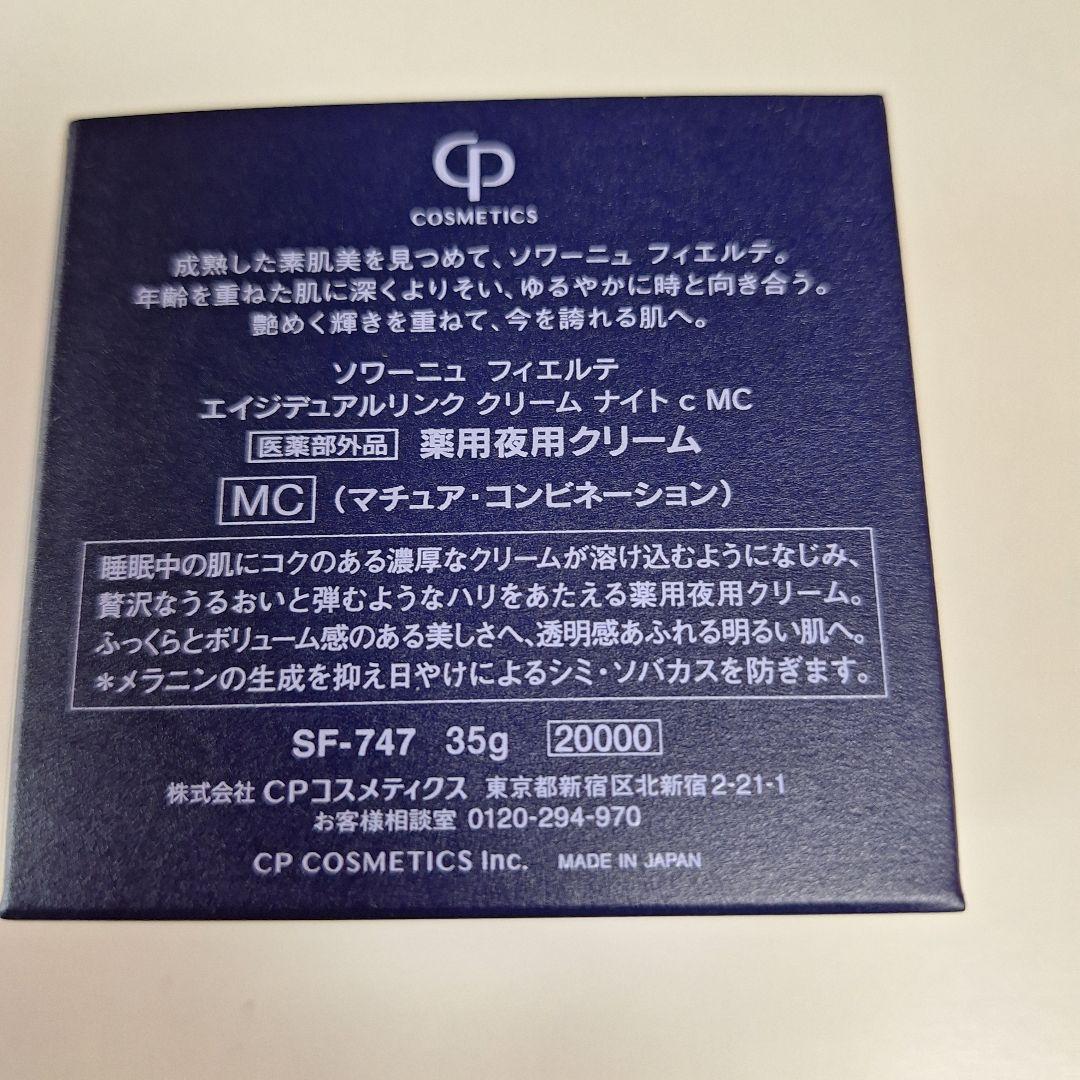 CP
COSMETICS
成熟した素肌美を見つめて、ソワーニュ フィエルテ。
年齢を重ねた肌に深くよりそい、ゆるやかに時と向き合う。
艶めく輝きを重ねて、今を誇れる肌へ。
ソワーニュ フィエルテ
エイジデュアルリンク クリーム ナイト c MC
医薬部外品 薬用夜用クリーム
MC (マチュア・コンビネーション)
睡眠中の肌にコクのある濃厚なクリームが溶け込むようになじみ、
贅沢なうるおいと弾むようなハリをあたえる薬用夜用クリーム。
ふっくらとボリューム感のある美しさへ、透明感あふれる明るい肌へ。
*メラニンの生成を抑え日やけによるシミ・ソバカスを防ぎます。
SF-747 35g 20000
株式会社 CPコスメティクス 東京都新宿区北新宿2-21-1
お客様相談室 0120-294-970
CP COSMETICS Inc. MADE IN JAPAN